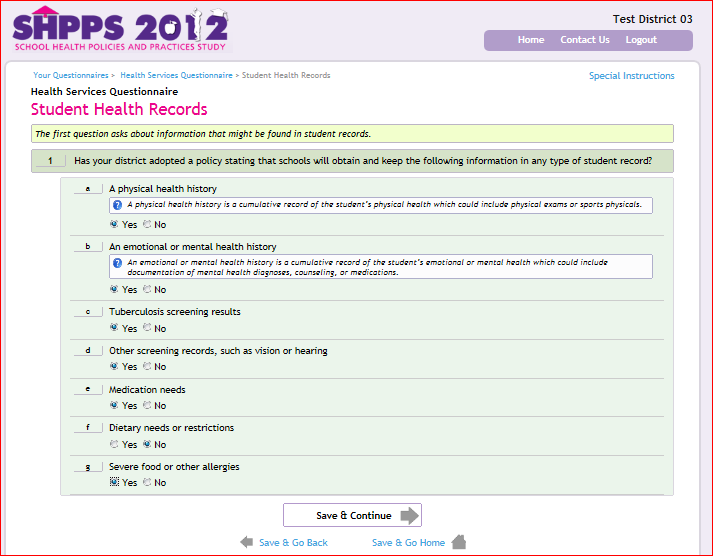 SHPPS 2012
SCHOOL HEALTH POLICIES AND PRACTICES STUDY
Test District 03
Home Contact Us Logout
Your Questionnaires > Health Services Questionnaire > Student Health Records
Special Instructions
Health Services Questionnaire
Student Health Records
The first question asks about information that might be found in student records.
1 Has your district adopted a policy stating that schools will obtain and keep the following information in any type of student record?
a A physical health history
? A physical health history is a cumulative record of the student's physical health which could include physical exams or sports physicals.
Yes No
b An emotional or mental health history
? An emotional or mental health history is a cumulative record of the student's emotional or mental health which could include
documentation of mental health diagnoses, counseling, or medications.
Yes No
c Tuberculosis screening results
Yes No
d Other screening records, such as vision or hearing
Yes No
e Medication needs
Yes No
f Dietary needs or restrictions
Yes No
g Severe food or other allergies
Yes No
Save & Continue
Save & Go Back Save & Go Home